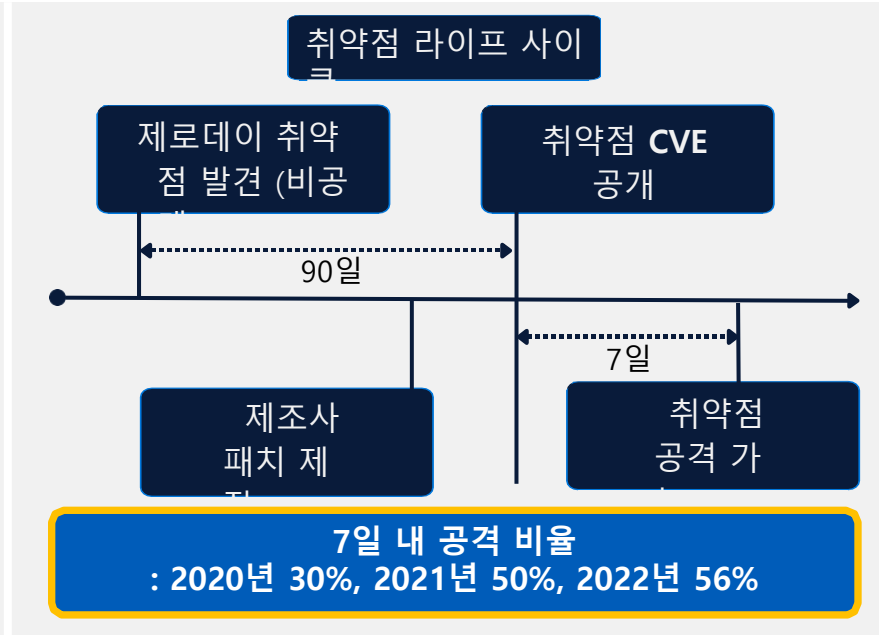 취약점 라이프 사이
제로데이 취약
점 발견 (비공
취약점 CVE
공개
90일
7일
제조사
패치 제
취약점
공격 가
7일 내 공격 비율
: 2020년 30%, 2021년 50%, 2022년 56%